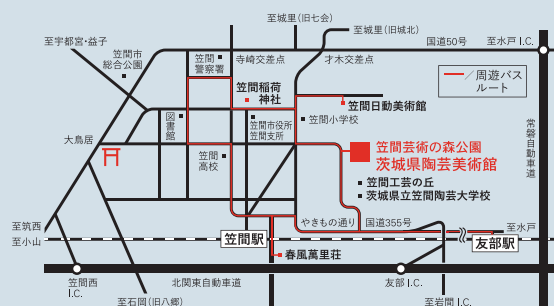 至城里(旧七会)
至城里(旧城北)
至宇都宮・益子
国道50号
至水戸 I.C.
笠間市
総合公園
笠間
警察署
寺崎交差点
才木交差点
／周遊バス
ルート
笠間稲荷
神社
笠間日動美術館
図書館
笠間市役所
笠間支所
笠間小学校
大鳥居
常磐自動車道
笠間
高校
笠間芸術の森公園
茨城県陶芸美術館
笠間工芸の丘
茨城県立笠間陶芸大学校
至筑西
至小山
やきもの通り
国道355号
至水戸
笠間駅
友部駅
春風萬里荘
笠間西
I.C.
北関東自動車道
友部 I.C.
至石岡(旧八郷)
至岩間 I.C.